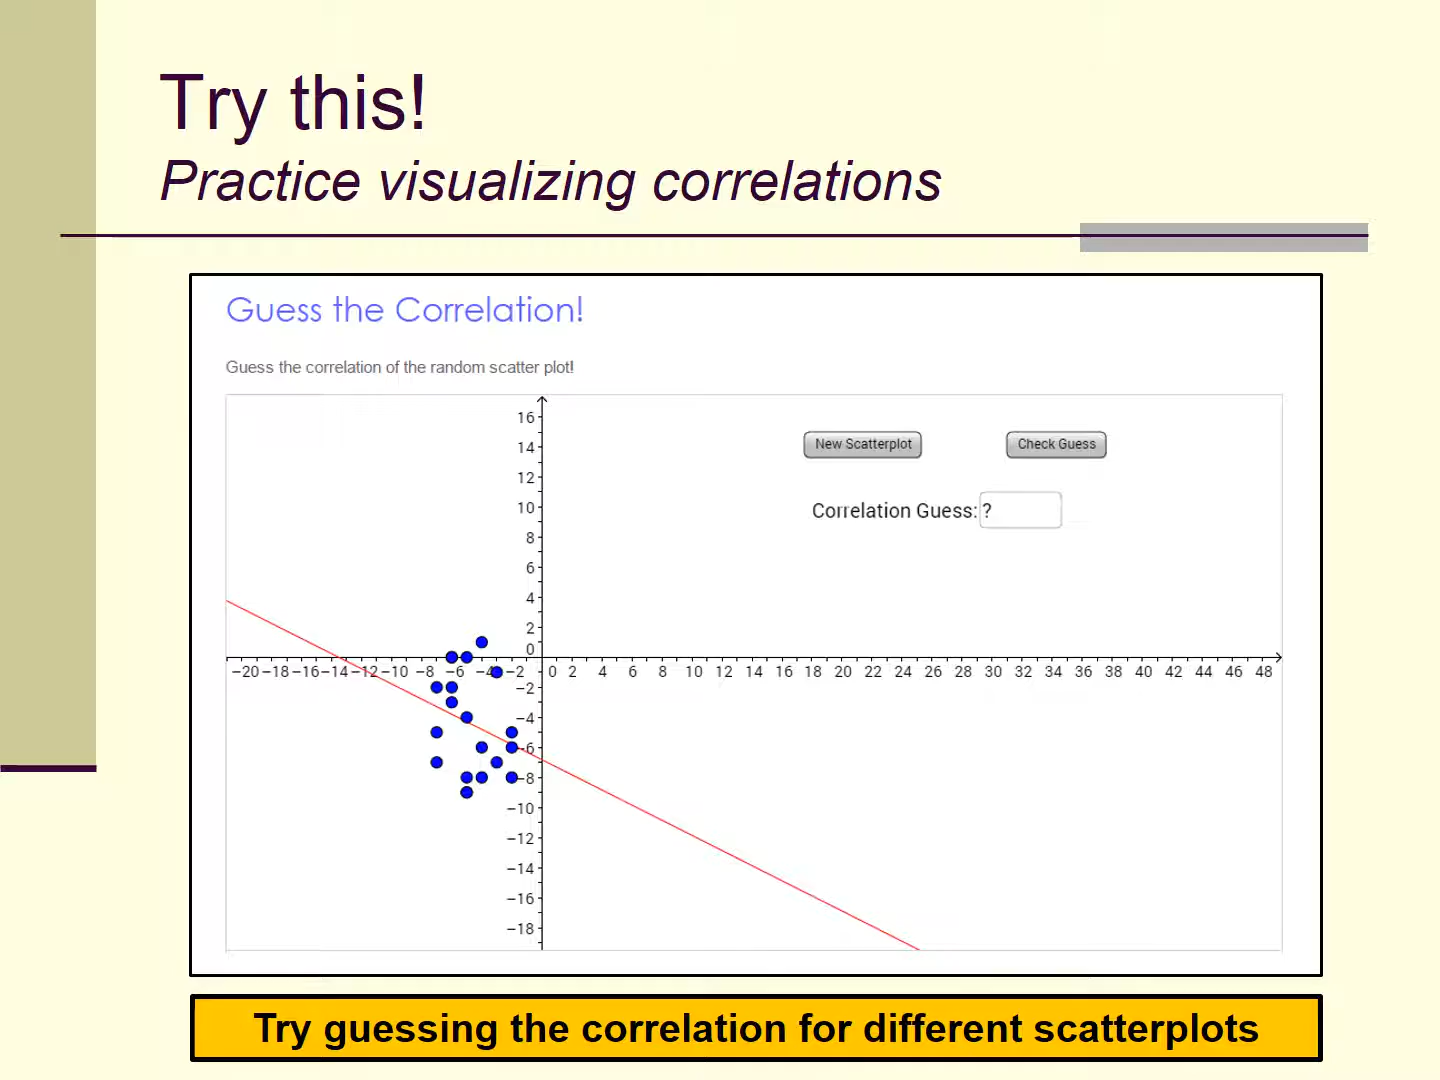 Try this!
Practice visualizing correlations
Guess the Correlation!
Guess the correlation of the random scatter plot!
New Scatterplot Check Guess
Correlation Guess: ?
16
14
12
10
8
6
4
2
0
−20 −18 −16 −14 −12 −10 −8 −6 −4 −2 0 2 4 6 8 10 12 14 16 18 20 22 24 26 28 30 32 34 36 38 40 42 44 46 48
−2
−4
−6
−8
−10
−12
−14
−16
−18
Try guessing the correlation for different scatterplots